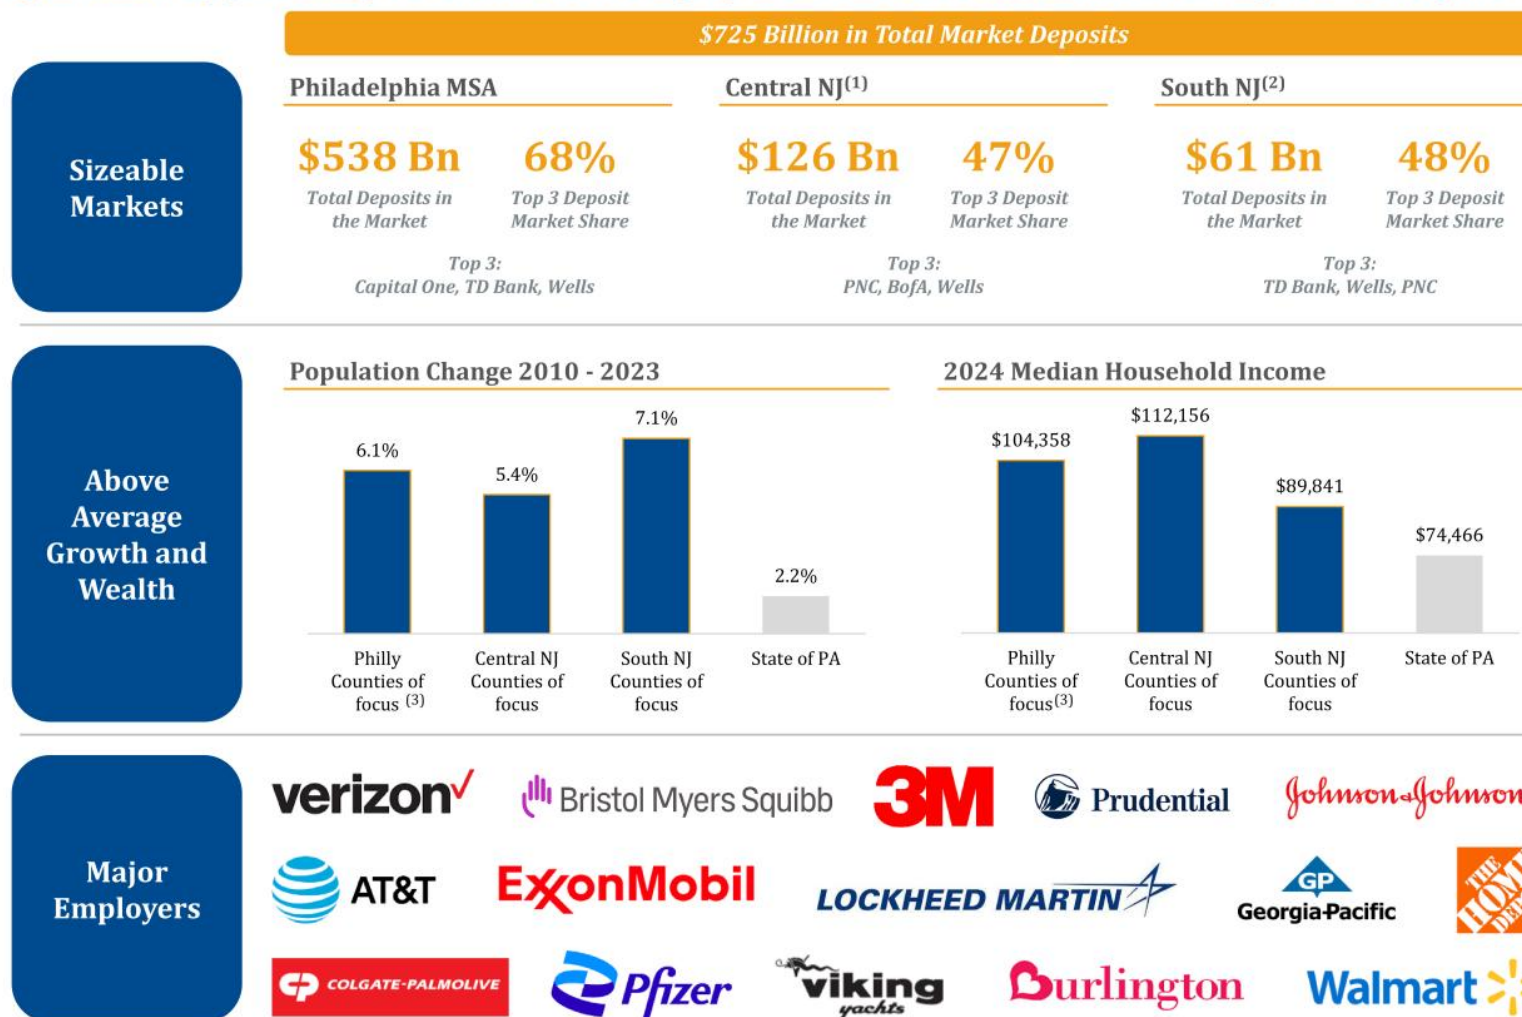 $725 Billion in Total Market Deposits
Sizeable
Markets
Philadelphia MSA
$538 Bn
Total Deposits in
the Market
68%
Top 3 Deposit
Market Share
Top 3:
Capital One, TD Bank, Wells
Central NJ(1)
$126 Bn
Total Deposits in
the Market
47%
Top 3 Deposit
Market Share
Top 3:
PNC, BofA, Wells
South NJ(2)
$61 Bn
Total Deposits in
the Market
48%
Top 3 Deposit
Market Share
Top 3:
TD Bank, Wells, PNC
Above
Average
Growth and
Wealth
Population Change 2010 - 2023
6.1%
5.4%
7.1%
2.2%
Philly
Counties of
focus (3)
Central NJ
Counties of
focus
South NJ
Counties of
focus
State of PA
2024 Median Household Income
$104,358
$112,156
$89,841
$74,466
Philly
Counties of
focus(3)
Central NJ
Counties of
focus
South NJ
Counties of
focus
State of PA
Major
Employers
verizon
Bristol Myers Squibb
3M
Prudential
Johnson&Johnson
AT&T
ExxonMobil
LOCKHEED MARTIN
GP
Georgia-Pacific
THE
HOME
DEP
CP COLGATE-PALMOLIVE
Pfizer
viking
yachts
Burlington
Walmart